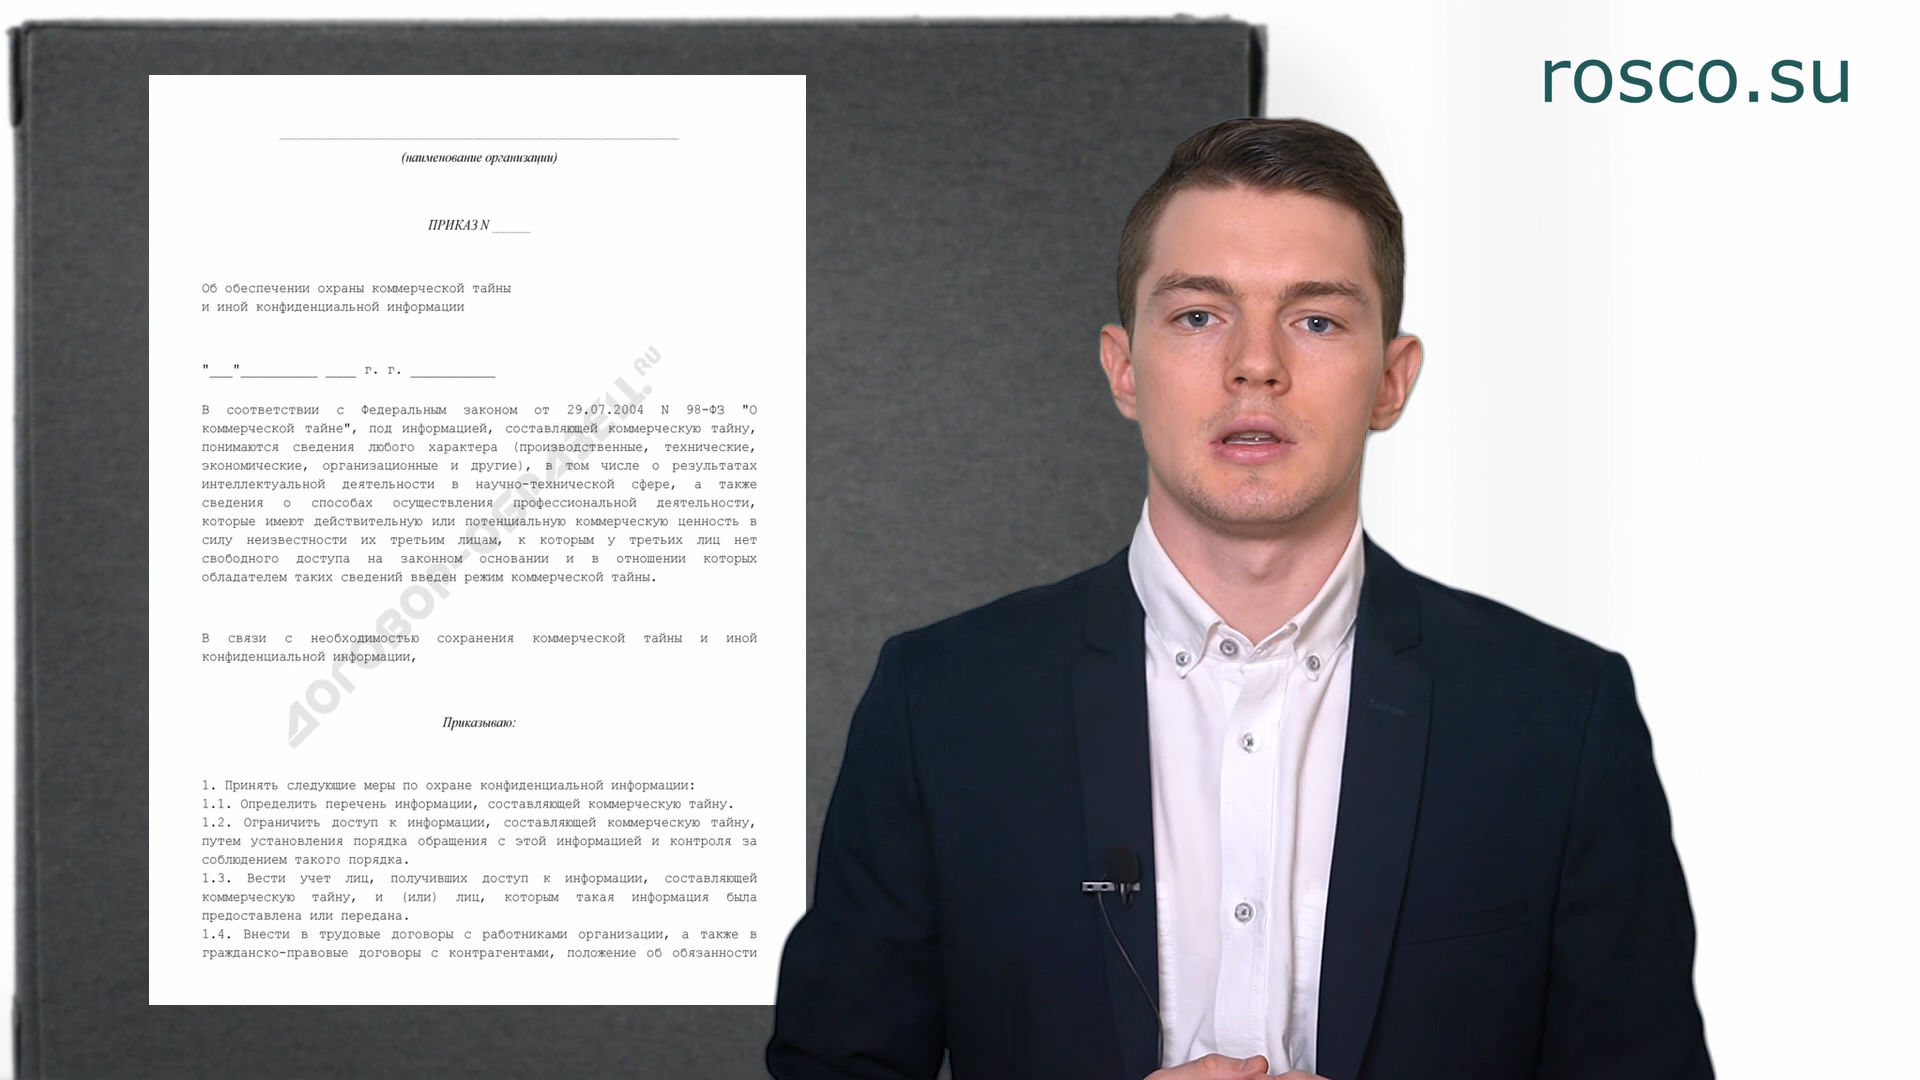 rosco.su
(наименование организации)
ПРИКАЗ N ______
Об обеспечении охраны коммерческой тайны
и иной конфиденциальной информации
"___"__________ ____ г. г. ___________
В соответствии с Федеральным законом от 29.07.2004 N 98-ФЗ "О
коммерческой тайне", под информацией, составляющей коммерческую тайну,
понимаются сведения любого характера (производственные, технические,
экономические, организационные и другие), в том числе о результатах
интеллектуальной деятельности в научно-технической сфере, а также
сведения о способах осуществления профессиональной деятельности,
которые имеют действительную или потенциальную коммерческую ценность в
силу неизвестности их третьим лицам, к которым у третьих лиц нет
свободного доступа на законном основании и в отношении которых
обладателем таких сведений введен режим коммерческой тайны.
В связи с необходимостью сохранения коммерческой тайны и иной
конфиденциальной информации,
Приказываю:
1. Принять следующие меры по охране конфиденциальной информации:
1.1. Определить перечень информации, составляющей коммерческую тайну.
1.2. Ограничить доступ к информации, составляющей коммерческую тайну,
путем установления порядка обращения с этой информацией и контроля за
соблюдением такого порядка.
1.3. Вести учет лиц, получивших доступ к информации, составляющей
коммерческую тайну, и (или) лиц, которым такая информация была
предоставлена или передана.
1.4. Внести в трудовые договоры с работниками организации, а также в
гражданско-правовые договоры с контрагентами, положение об обязанности
ДОГОВОР-ОБРАЗЕЦ.RU